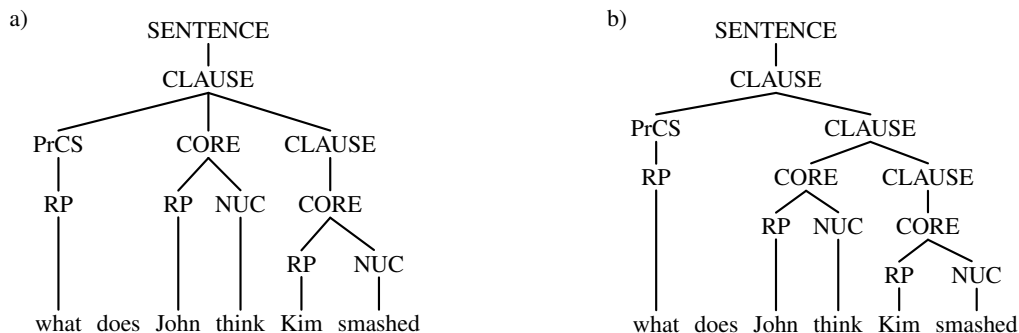 a)
SENTENCE
CLAUSE
PrCS CORE CLAUSE
RP RP NUC CORE
RP NUC
what does John think Kim smashed
b)
SENTENCE
CLAUSE
PrCS CLAUSE
RP CORE CLAUSE
RP NUC CORE
RP NUC
what does John think Kim smashed